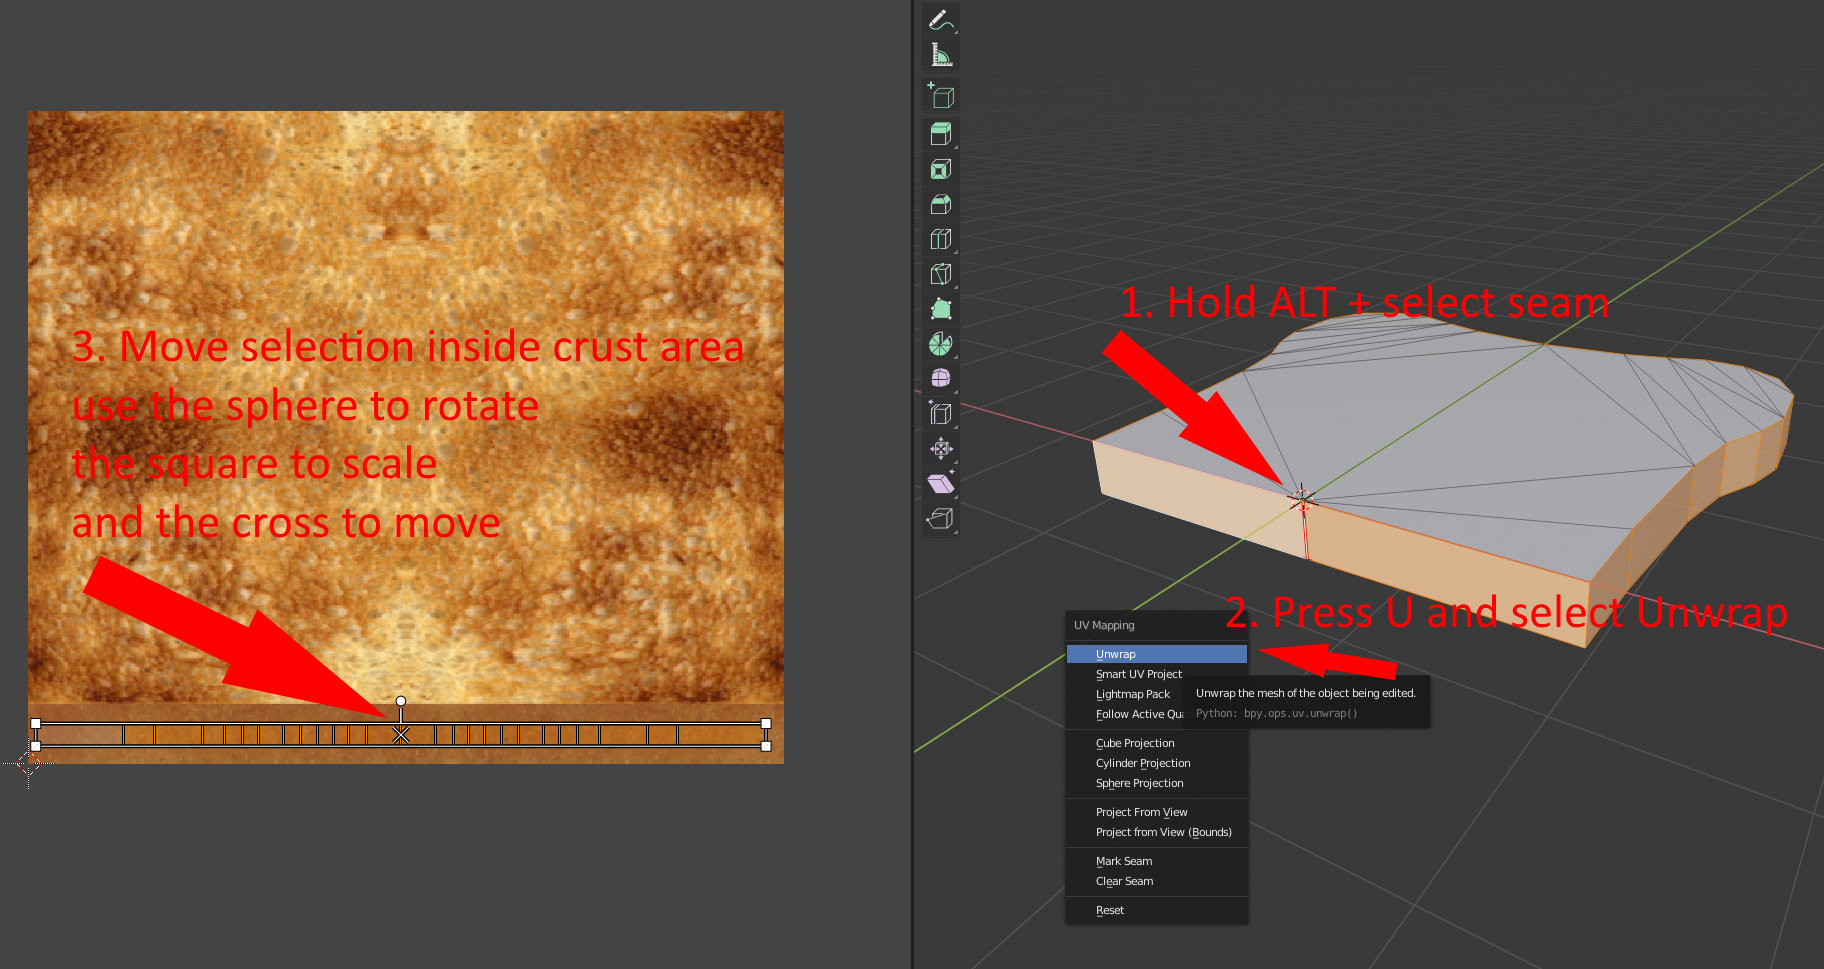 3. Move selection inside crust area
use the sphere to rotate
the square to scale
and the cross to move
1. Hold ALT + select seam
2. Press U and select Unwrap
UV Mapping
Unwrap
Smart UV Project
Lightmap Pack
Follow Active Qua
Unwrap the mesh of the object being edited.
Python: bpy.ops.uv.unwrap()
Cube Projection
Cylinder Projection
Sphere Projection
Project From View
Project from View (Bounds)
Mark Seam
Clear Seam
Reset